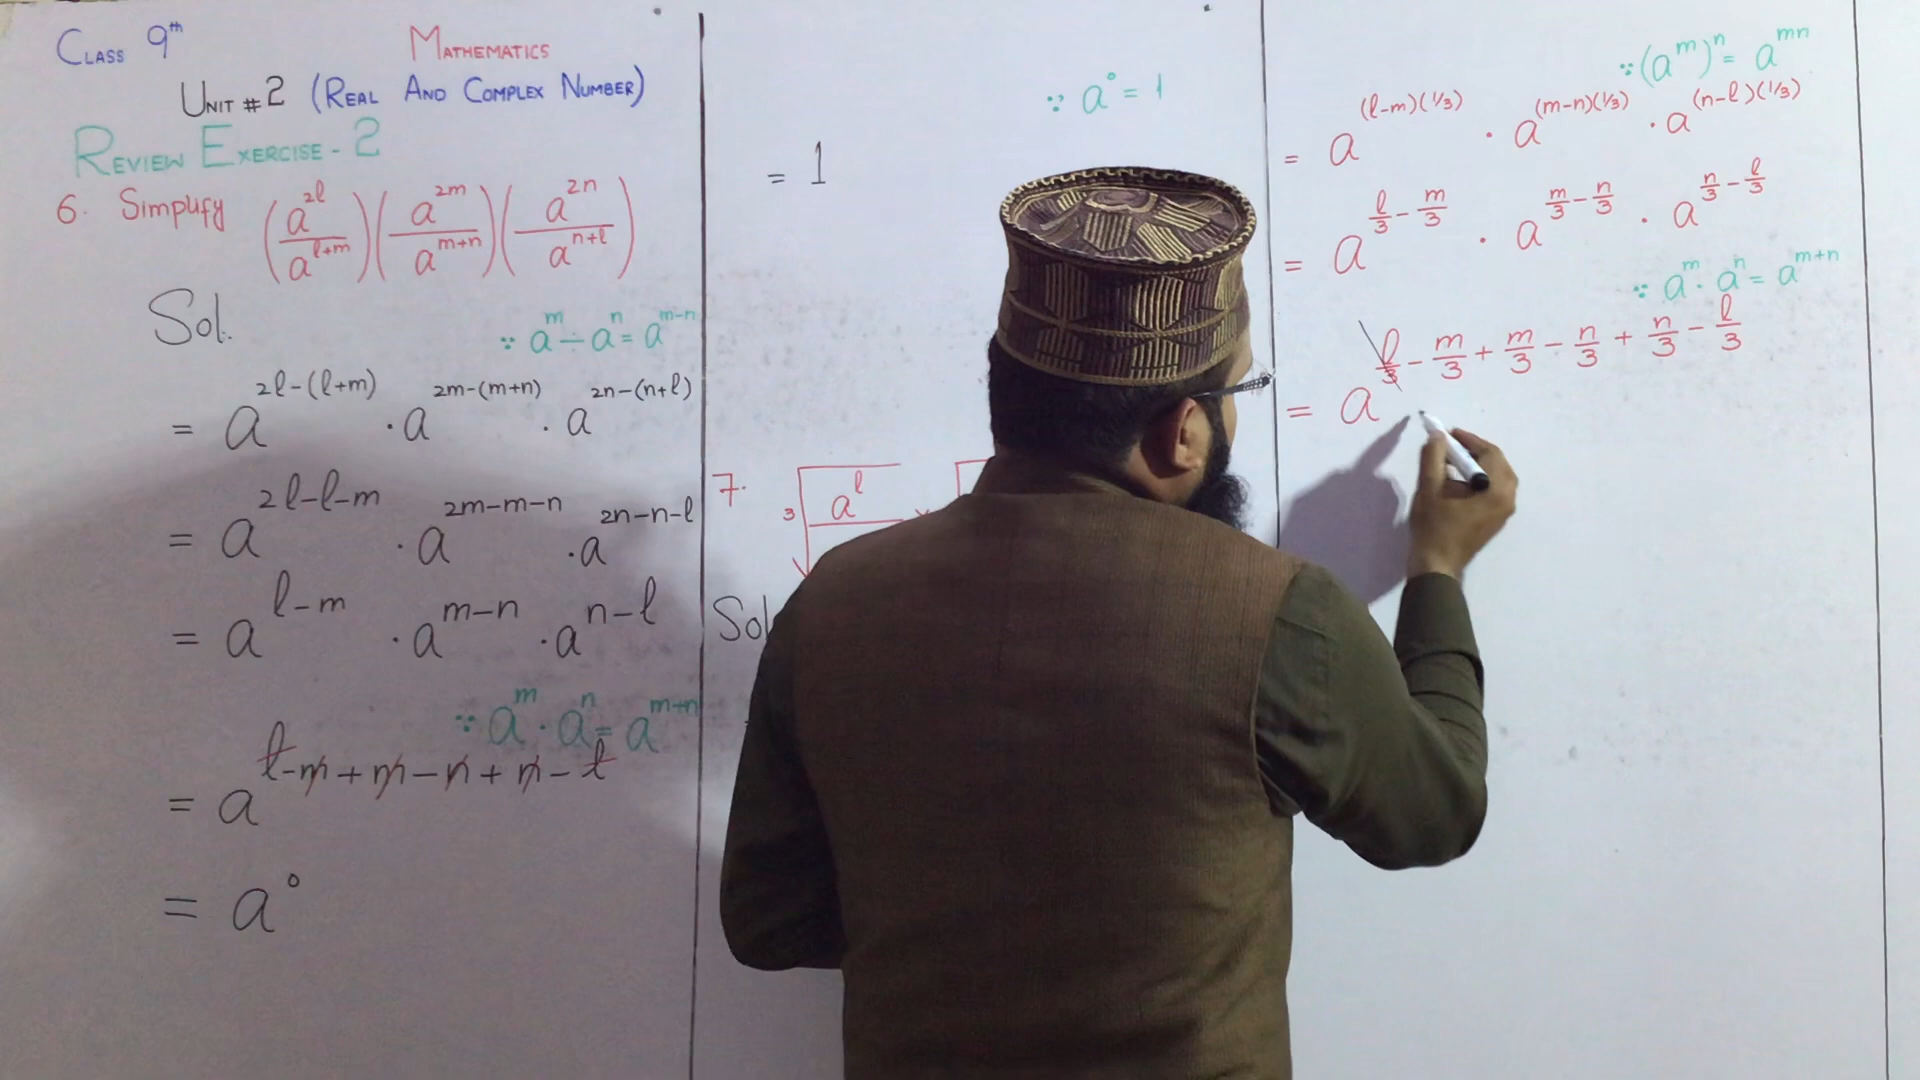 CLASS 9th MATHEMATICS
UNIT # 2 (REAL AND COMPLEX NUMBER)
REVIEW EXERCISE - 2
6. Simplify (a^2l / a^l+m)(a^2m / a^m+n)(a^2n / a^n+l)
Sol.
∵ a^m ÷ a^n = a^m-n
= a^2l-(l+m) · a^2m-(m+n) · a^2n-(n+l)
= a^2l-l-m · a^2m-m-n · a^2n-n-l
= a^l-m · a^m-n · a^n-l
∵ a^m · a^n = a^m+n
= a^l-m+m-n+n-l
= a^0
∵ a^0 = 1
= 1
7. 3√a^l
Sol
∵ (a^m)^n = a^mn
= a^(l-m)(1/3) · a^(m-n)(1/3) · a^(n-l)(1/3)
= a^l/3 - m/3 · a^m/3 - n/3 · a^n/3 - l/3
∵ a^m · a^n = a^m+n
= a^l/3 - m/3 + m/3 - n/3 + n/3 - l/3